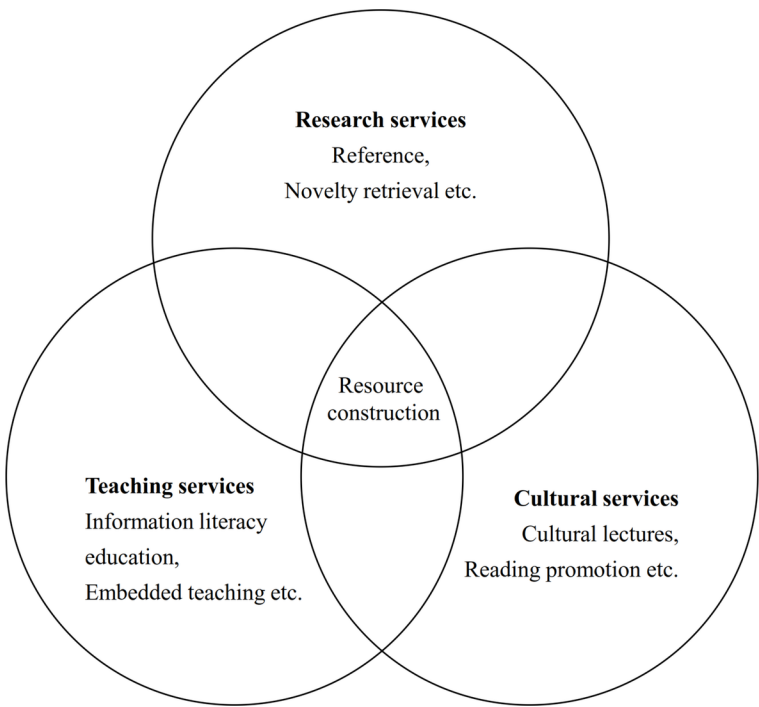 Research services
Reference,
Novelty retrieval etc.
Resource
construction
Teaching services
Information literacy
education,
Embedded teaching etc.
Cultural services
Cultural lectures,
Reading promotion etc.